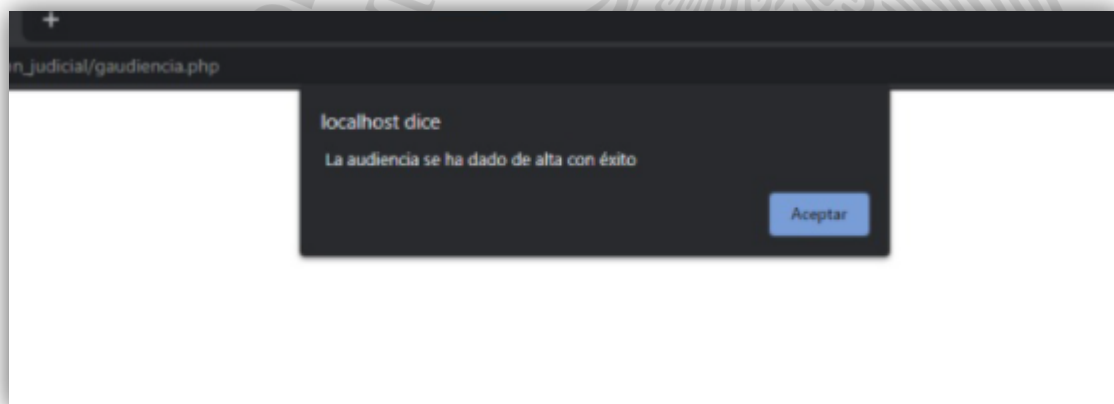 +
n_judicial/gaudiencia.php
localhost dice
La audiencia se ha dado de alta con éxito
Aceptar